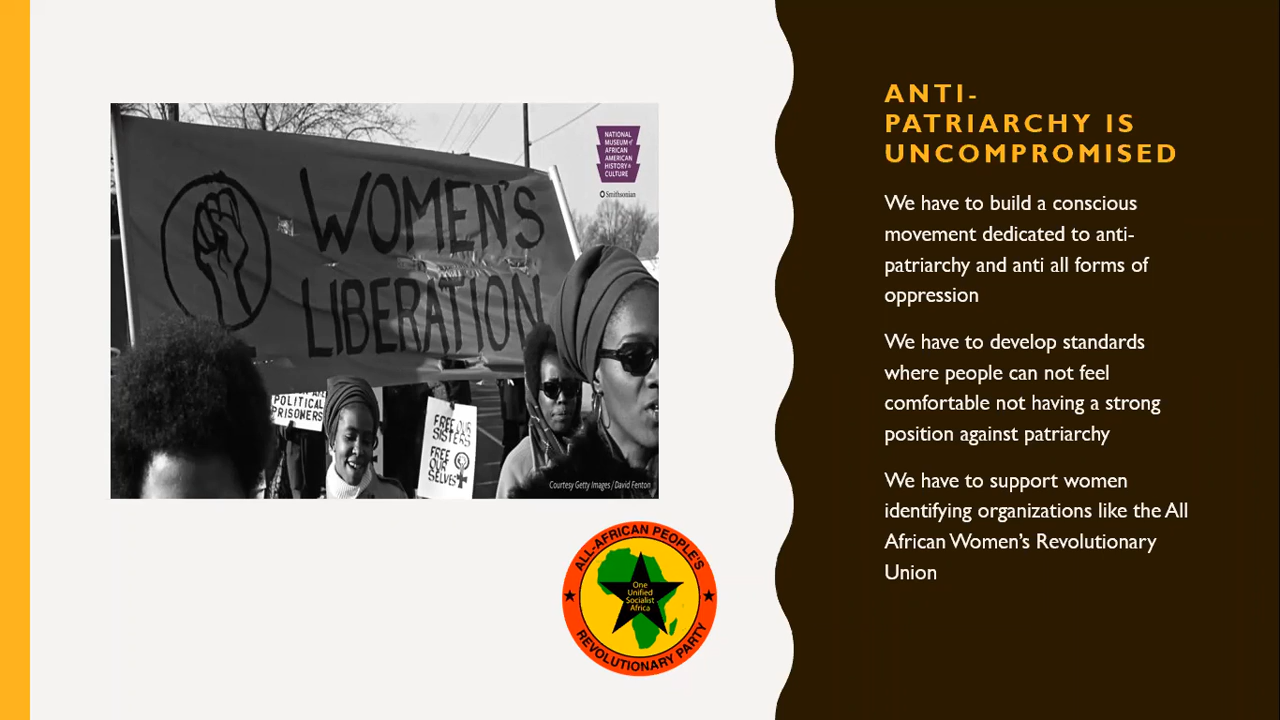 NATIONAL
MUSEUM of
AFRICAN
AMERICAN
HISTORY &
CULTURE
Smithsonian
WOMEN'S
LIBERATION
POLITICAL
PRISONERS
FREE OUR
SISTERS
FREE
OUR
SELVES
Courtesy Getty Images / David Fenton
ALL-AFRICAN PEOPLE'S
One
Unified
Socialist
Africa
REVOLUTIONARY PARTY
ANTI-
PATRIARCHY IS
UNCOMPROMISED
We have to build a conscious
movement dedicated to anti-
patriarchy and anti all forms of
oppression
We have to develop standards
where people can not feel
comfortable not having a strong
position against patriarchy
We have to support women
identifying organizations like the All
African Women's Revolutionary
Union